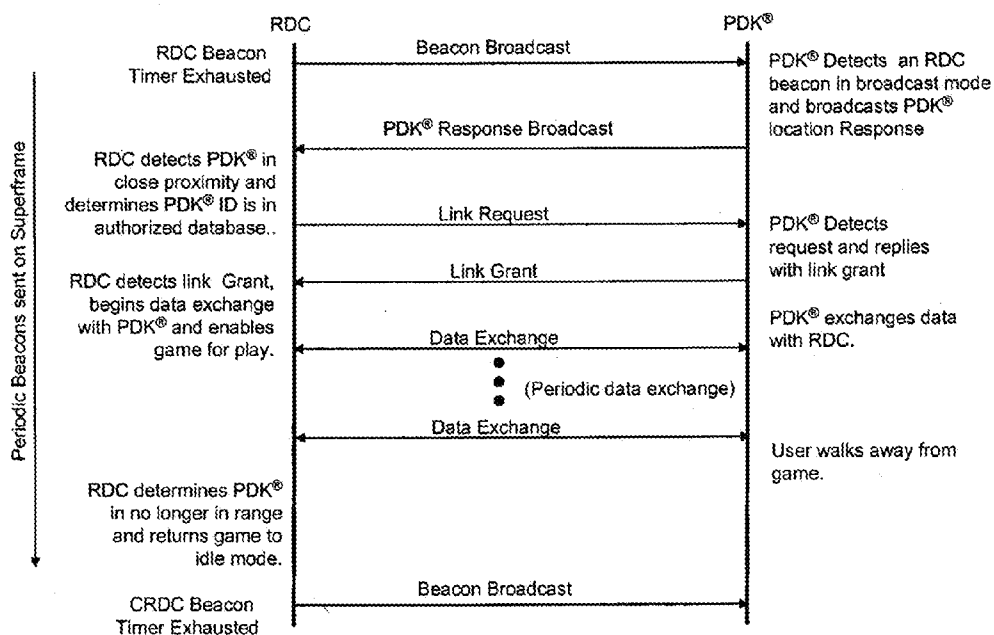 RDC
PDK®
RDC Beacon
Timer Exhausted
Beacon Broadcast
PDK® Detects an RDC
beacon in broadcast mode
and broadcasts PDK®
location Response
PDK® Response Broadcast
RDC detects PDK® in
close proximity and
determines PDK® ID is in
authorized database..
Link Request
PDK® Detects
request and replies
with link grant
Link Grant
RDC detects link Grant,
begins data exchange
with PDK® and enables
game for play.
PDK® exchanges data
with RDC.
Data Exchange
(Periodic data exchange)
Data Exchange
User walks away from
game.
RDC determines PDK®
in no longer in range
and returns game to
idle mode.
Beacon Broadcast
CRDC Beacon
Timer Exhausted
Periodic Beacons sent on Superframe